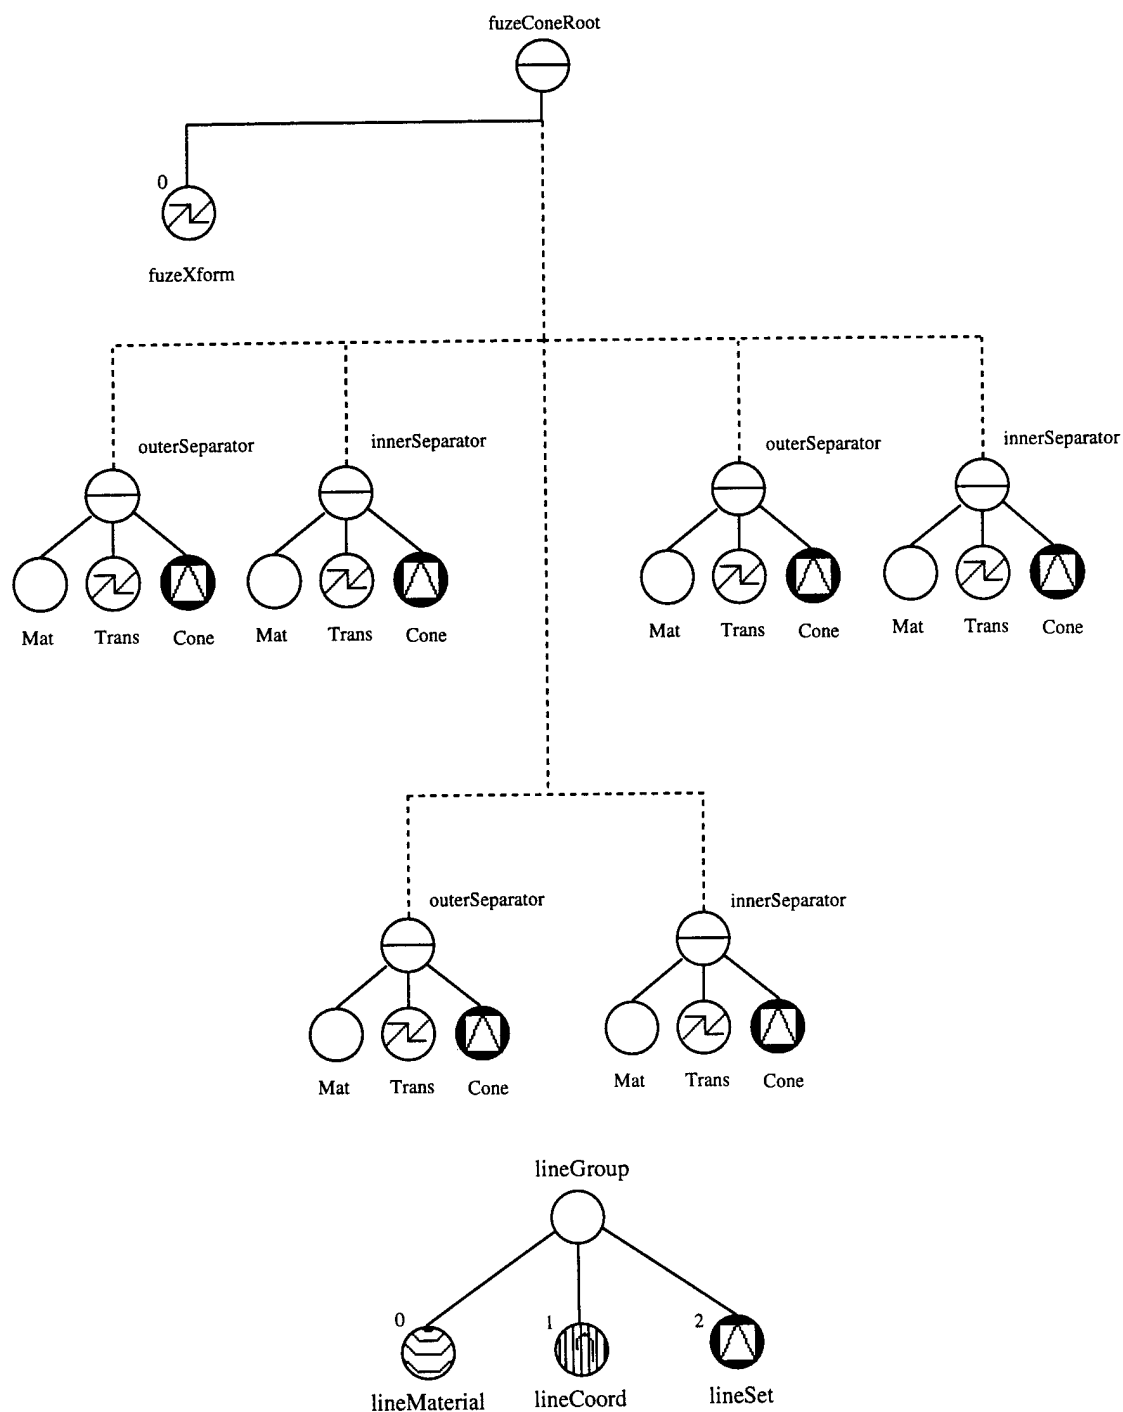 fuzeConeRoot
0
fuzeXform
outerSeparator
innerSeparator
outerSeparator
innerSeparator
Mat Trans Cone
Mat Trans Cone
Mat Trans Cone
Mat Trans Cone
outerSeparator
innerSeparator
Mat Trans Cone
Mat Trans Cone
lineGroup
0
1
2
lineMaterial
lineCoord
lineSet